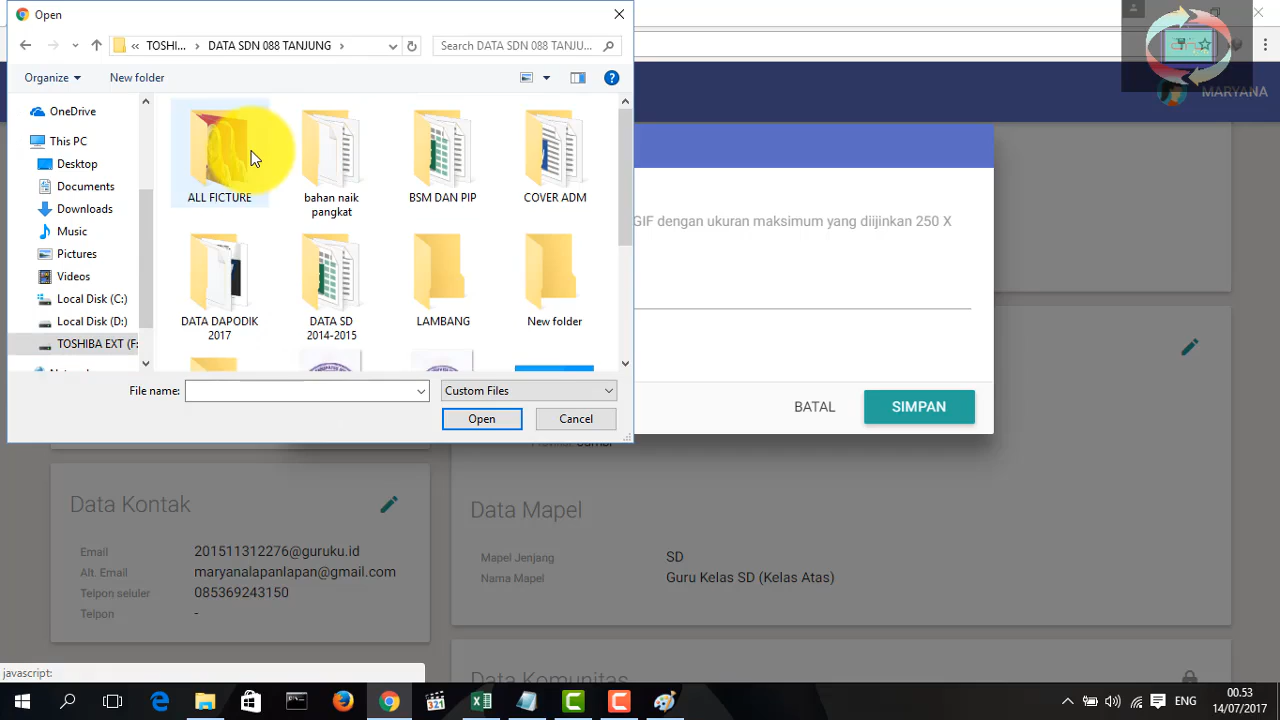 Open
TOSHI...
DATA SDN 088 TANJUNG
Search DATA SDN 088 TANJU...
Organize
New folder
OneDrive
This PC
Desktop
Documents
Downloads
Music
Pictures
Videos
Local Disk (C:)
Local Disk (D:)
TOSHIBA EXT (F:
ALL FICTURE
bahan naik
pangkat
BSM DAN PIP
COVER ADM
DATA DAPODIK
2017
DATA SD
2014-2015
LAMBANG
New folder
File name:
Custom Files
Open
Cancel
MARYANA
GIF dengan ukuran maksimum yang diijinkan 250 X
BATAL
SIMPAN
Data Kontak
Email
201511312276@guruku.id
Alt. Email
maryanalapanlapan@gmail.com
Telpon seluler
085369243150
Telpon
-
Data Mapel
Mapel Jenjang
SD
Nama Mapel
Guru Kelas SD (Kelas Atas)
Data Komunitas
javascript:
ENG
00.53
14/07/2017